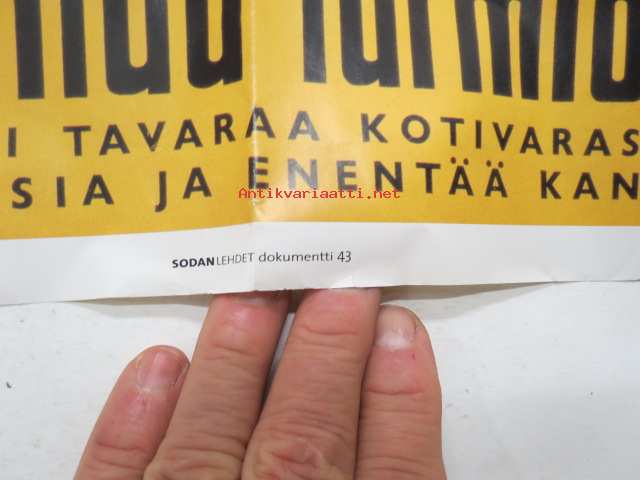 I TAVARAA KOTIVARAS
SIA JA ENENTÄÄ KAN
Antikvariaatti.net
SODANLEHDET dokumentti 43